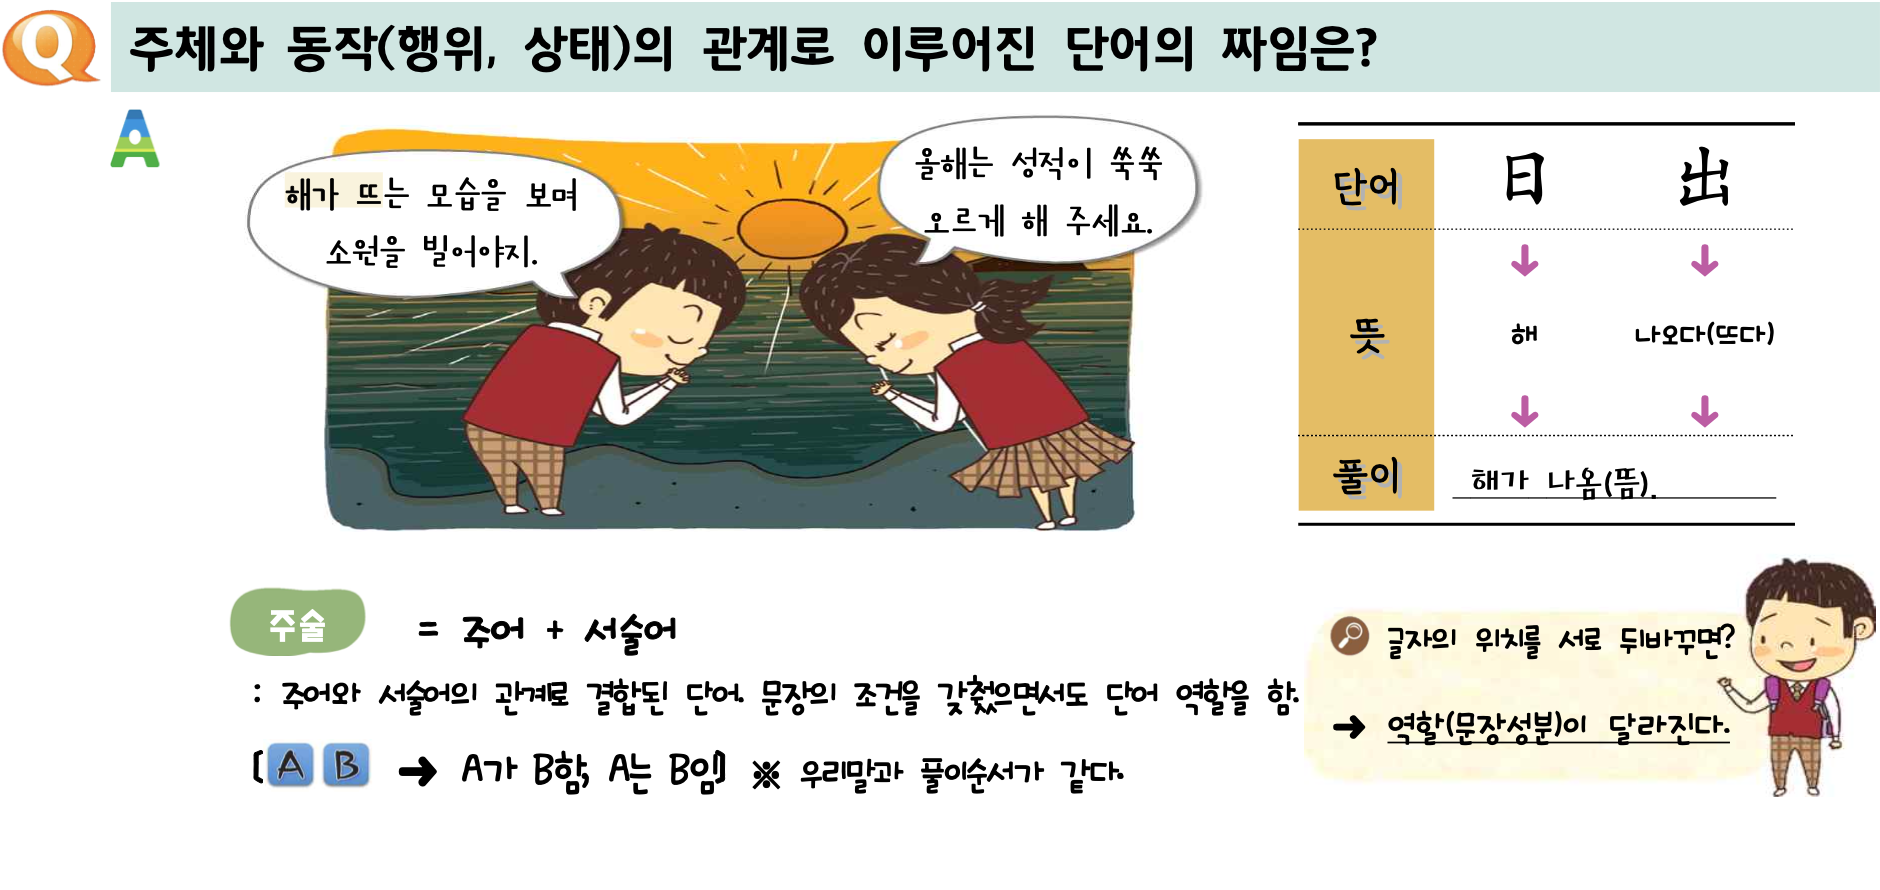 Q 주체와 동작(행위, 상태)의 관계로 이루어진 단어의 짜임은?
A
해가 뜨는 모습을 보며
소원을 빌어야지.
올해는 성적이 쑥쑥
오르게 해 주세요.
단어 日 出
뜻 해 나오다(뜨다)
풀이 해가 나옴(뜸).
주술 = 주어 + 서술어
: 주어와 서술어의 관계로 결합된 단어. 문장의 조건을 갖췄으면서도 단어 역할을 함.
[A B → A가 B함, A는 B임] ※ 우리말과 풀이순서가 같다.
글자의 위치를 서로 뒤바꾸면?
→ 역할(문장성분)이 달라진다.